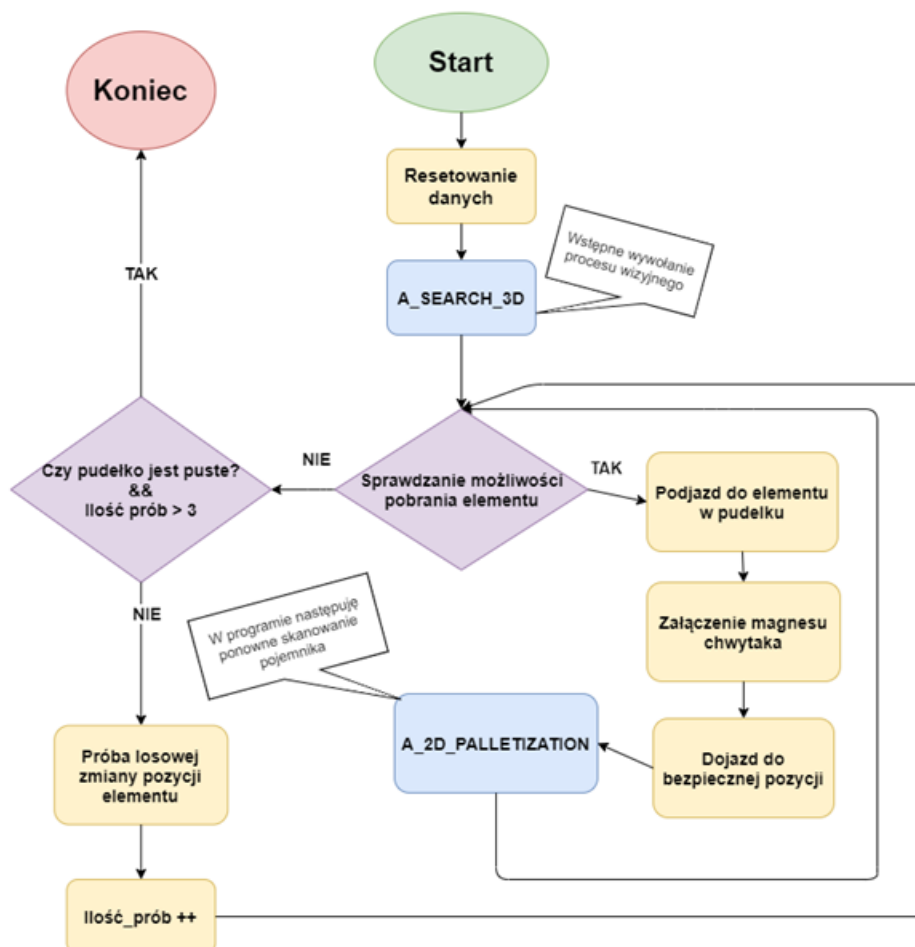 Koniec
Start
Resetowanie
danych
Wstępne wywołanie
procesu wizyjnego
A_SEARCH_3D
TAK
Czy pudełko jest puste?
&&
Ilość prób > 3
NIE
Sprawdzanie możliwości
pobrania elementu
TAK
Podjazd do elementu
w pudelku
NIE
W programie następuję
ponowne skanowanie
pojemnika
Załączenie magnesu
chwytaka
A_2D_PALLETIZATION
Dojazd do
bezpiecznej pozycji
Próba losowej
zmiany pozycji
elementu
Ilość_prób ++